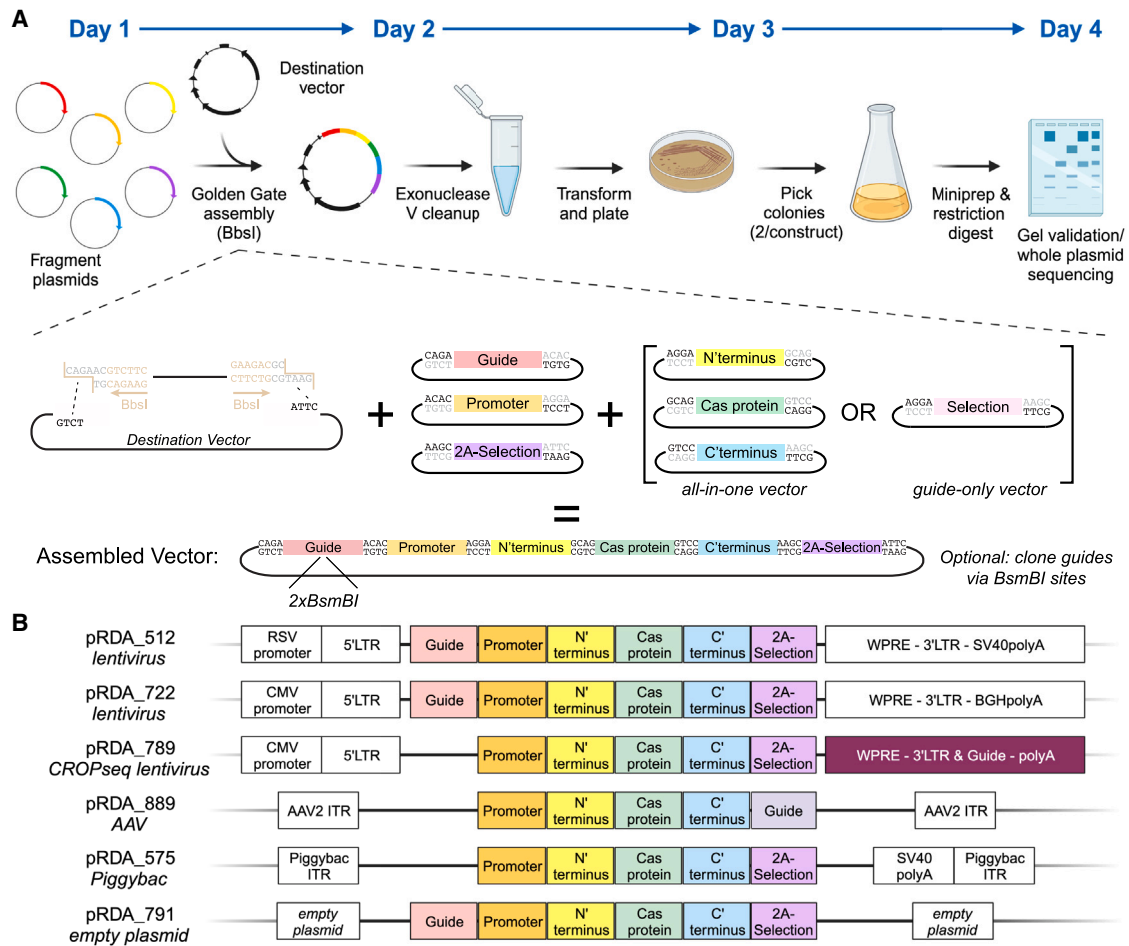 A
Day 1
Day 2
Day 3
Day 4
Destination
vector
Golden Gate
assembly
(BbsI)
Exonuclease
V cleanup
Transform
and plate
Pick
colonies
(2/construct)
Miniprep &
restriction
digest
Gel validation/
whole plasmid
sequencing
Fragment
plasmids
CAGAACGTCTTC
TGCAGAAG
BbsI
GAAGACGC
CTTCTGCGTAAG
BbsI
GTCT
ATTC
Destination Vector
+
CAGA
GTCT
Guide
ACAC
TGTG
ACAC
TGTG
Promoter
AGGA
TCCT
AAGC
TTCG
2A-Selection
ATTC
TAAG
+
AGGA
TCCT
N'terminus
GCAG
CGTC
GCAG
CGTC
Cas protein
GTCC
CAGG
GTCC
CAGG
C'terminus
AAGC
TTCG
all-in-one vector
OR
AGGA
TCCT
Selection
AAGC
TTCG
guide-only vector
=
Assembled Vector:
CAGA
GTCT
Guide
ACAC
TGTG
Promoter
AGGA
TCCT
N'terminus
GCAG
CGTC
Cas protein
GTCC
CAGG
C'terminus
AAGC
TTCG
2A-Selection
ATTC
TAAG
2xBsmBI
Optional: clone guides
via BsmBI sites
B
pRDA_512
lentivirus
RSV
promoter
5'LTR
Guide
Promoter
N'
terminus
Cas
protein
C'
terminus
2A-
Selection
WPRE - 3'LTR - SV40polyA
pRDA_722
lentivirus
CMV
promoter
5'LTR
Guide
Promoter
N'
terminus
Cas
protein
C'
terminus
2A-
Selection
WPRE - 3'LTR - BGHpolyA
pRDA_789
CROPseq lentivirus
CMV
promoter
5'LTR
Promoter
N'
terminus
Cas
protein
C'
terminus
2A-
Selection
WPRE - 3'LTR & Guide - polyA
pRDA_889
AAV
AAV2 ITR
Promoter
N'
terminus
Cas
protein
C'
terminus
Guide
AAV2 ITR
pRDA_575
Piggybac
Piggybac
ITR
Promoter
N'
terminus
Cas
protein
C'
terminus
2A-
Selection
SV40
polyA
Piggybac
ITR
pRDA_791
empty plasmid
empty
plasmid
Guide
Promoter
N'
terminus
Cas
protein
C'
terminus
2A-
Selection
empty
plasmid